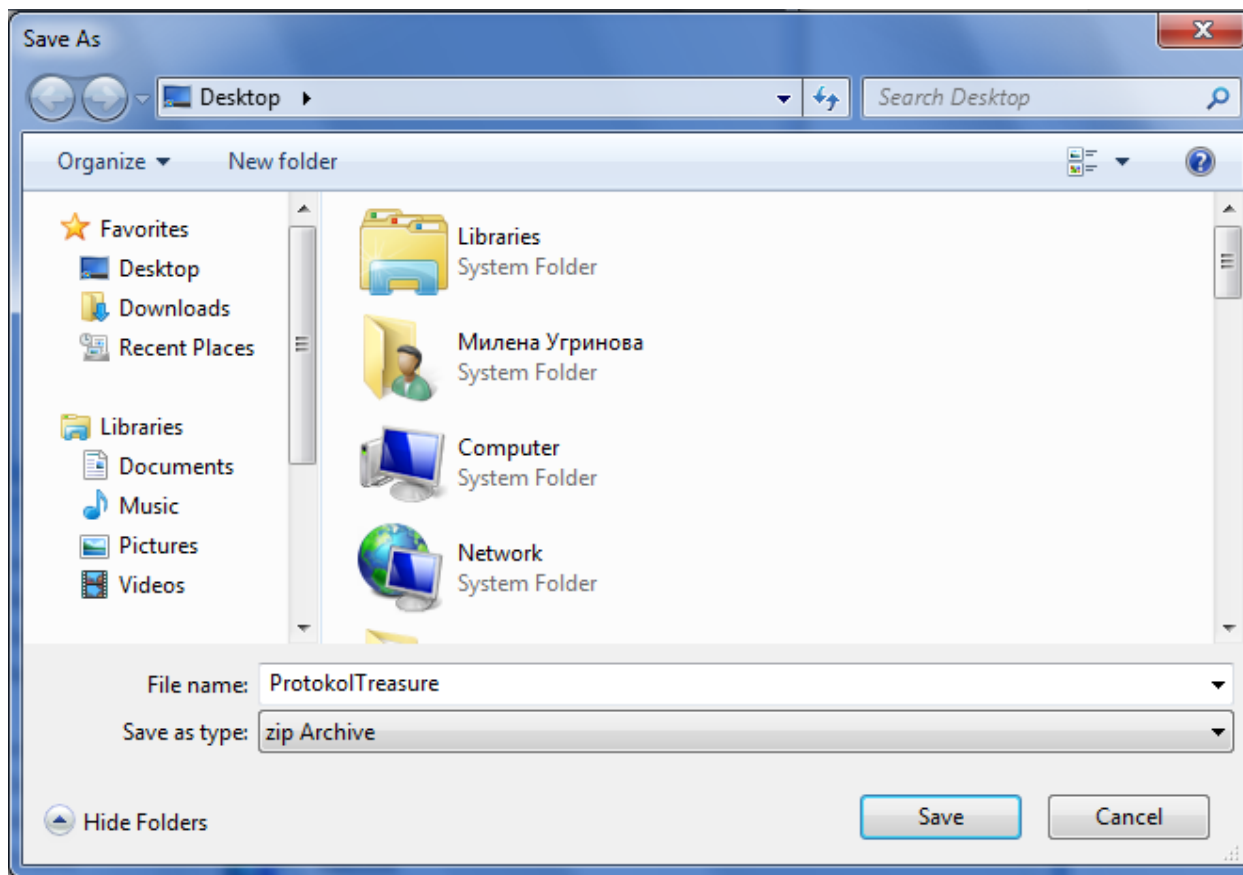 Save As
Desktop
Search Desktop
Organize
New folder
Favorites
Desktop
Downloads
Recent Places
Libraries
Documents
Music
Pictures
Videos
Libraries
System Folder
Милена Угринова
System Folder
Computer
System Folder
Network
System Folder
File name: ProtokolTreasure
Save as type: zip Archive
Hide Folders
Save
Cancel